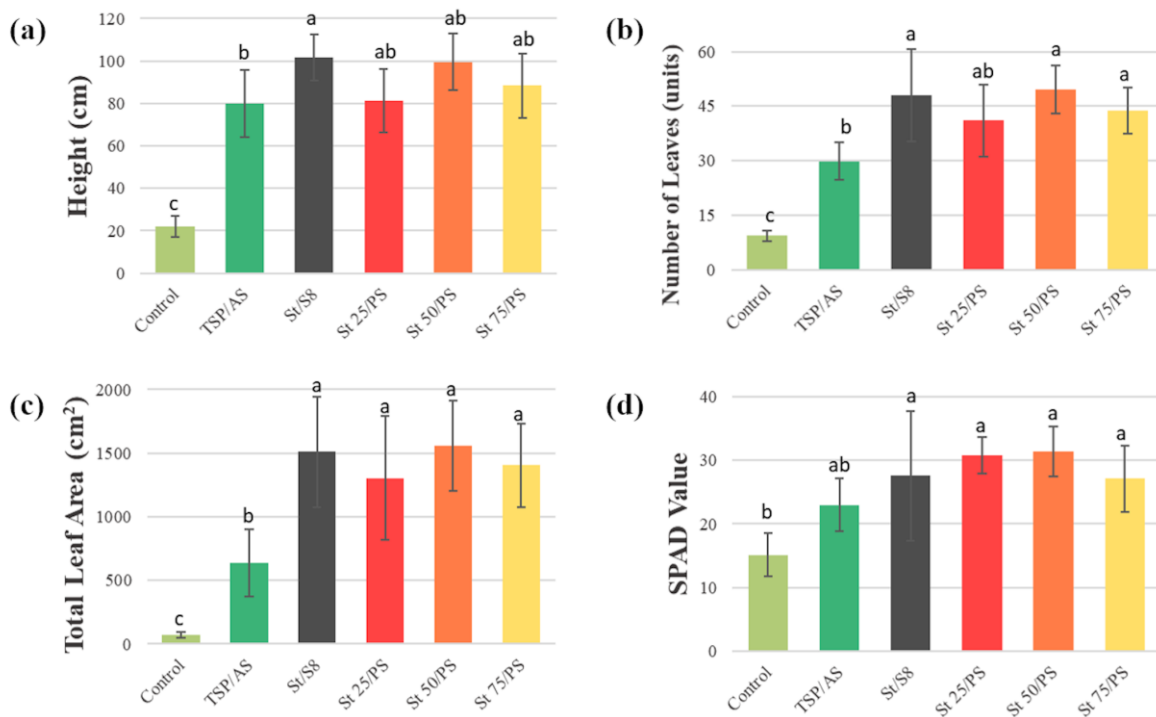 (a)
Height (cm)
120
100
80
60
40
20
0
c
b
a
ab
ab
ab
Control
TSP/AS
St/S8
St 25/PS
St 50/PS
St 75/PS
(b)
Number of Leaves (units)
60
45
30
15
0
c
b
a
ab
a
a
Control
TSP/AS
St/S8
St 25/PS
St 50/PS
St 75/PS
(c)
Total Leaf Area (cm²)
2000
1500
1000
500
0
c
b
a
a
a
a
Control
TSP/AS
St/S8
St 25/PS
St 50/PS
St 75/PS
(d)
SPAD Value
40
30
20
10
0
b
ab
a
a
a
a
Control
TSP/AS
St/S8
St 25/PS
St 50/PS
St 75/PS